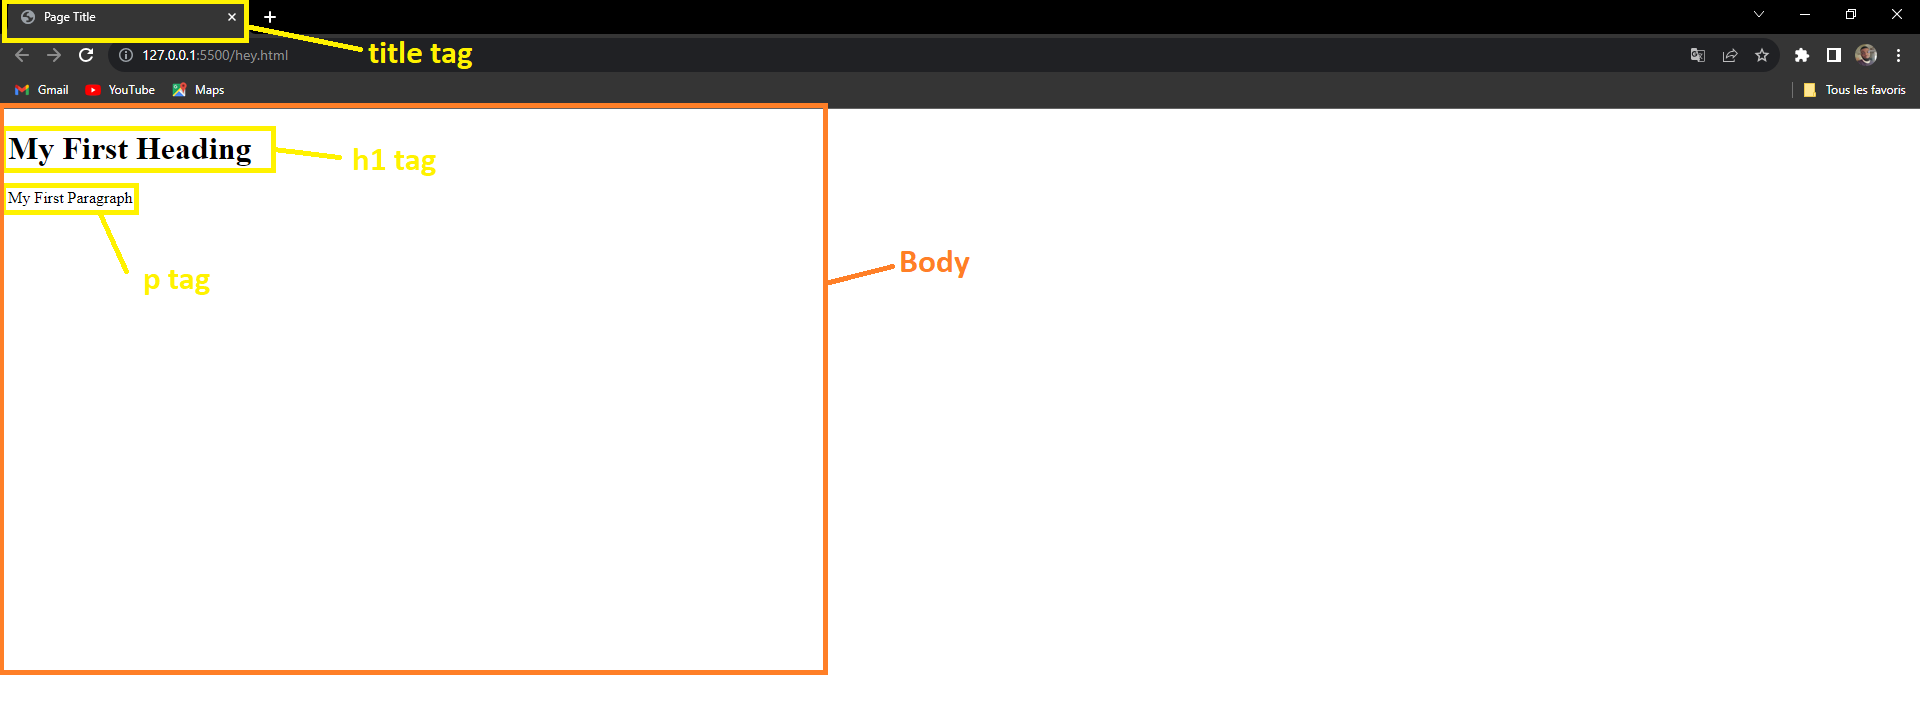 Page Title
title tag
127.0.0.1:5500/hey.html
Gmail YouTube Maps Tous les favoris
My First Heading
h1 tag
My First Paragraph
p tag
Body